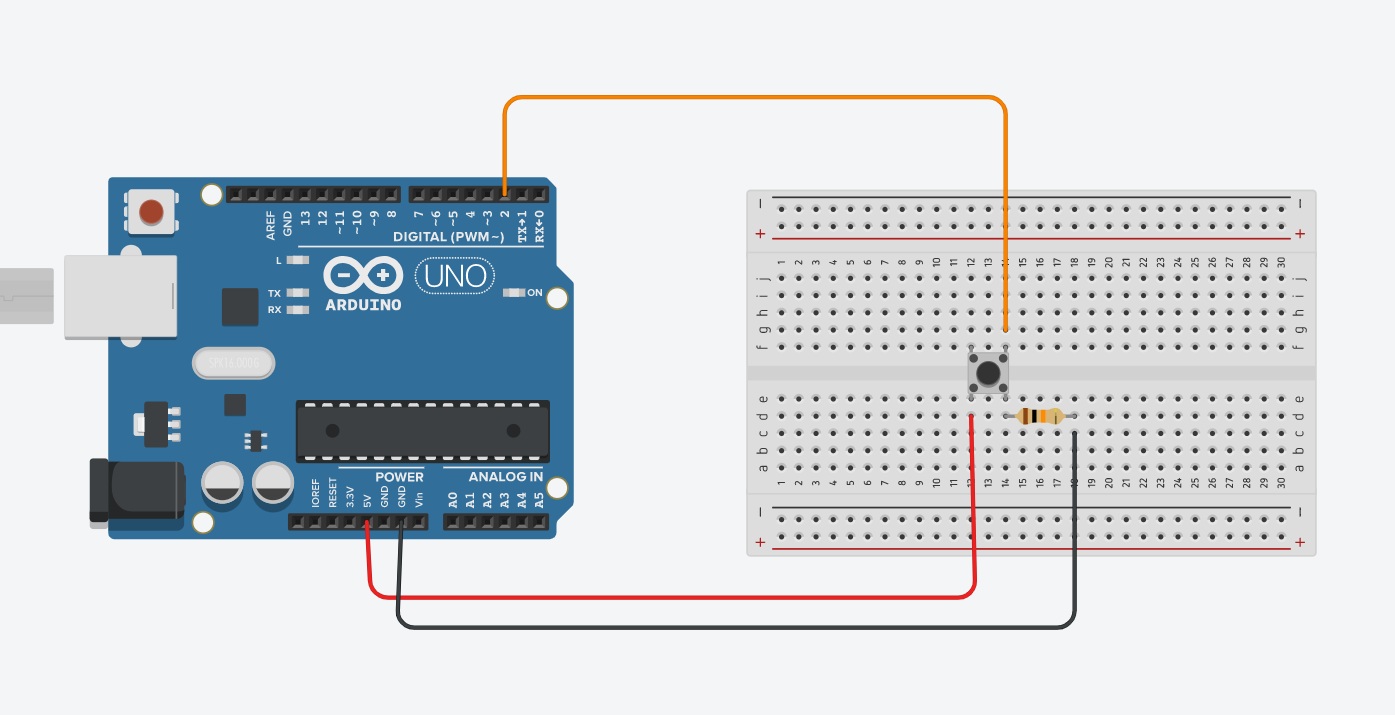 AREF GND 13 12 ~11 ~10 ~9 8 7 ~6 ~5 4 ~3 2 TX→1 RX←0
DIGITAL (PWM~)
L
TX
RX
UNO
ARDUINO
ON
SPK16.000G
POWER
ANALOG IN
IOREF RESET 3.3V 5V GND GND Vin A0 A1 A2 A3 A4 A5
− −
+ +
1 2 3 4 5 6 7 8 9 10 11 12 13 14 15 16 17 18 19 20 21 22 23 24 25 26 27 28 29 30
j j
i i
h h
g g
f f
e e
d d
c c
b b
a a
1 2 3 4 5 6 7 8 9 10 11 12 13 14 15 16 17 18 19 20 21 22 23 24 25 26 27 28 29 30
− −
+ +